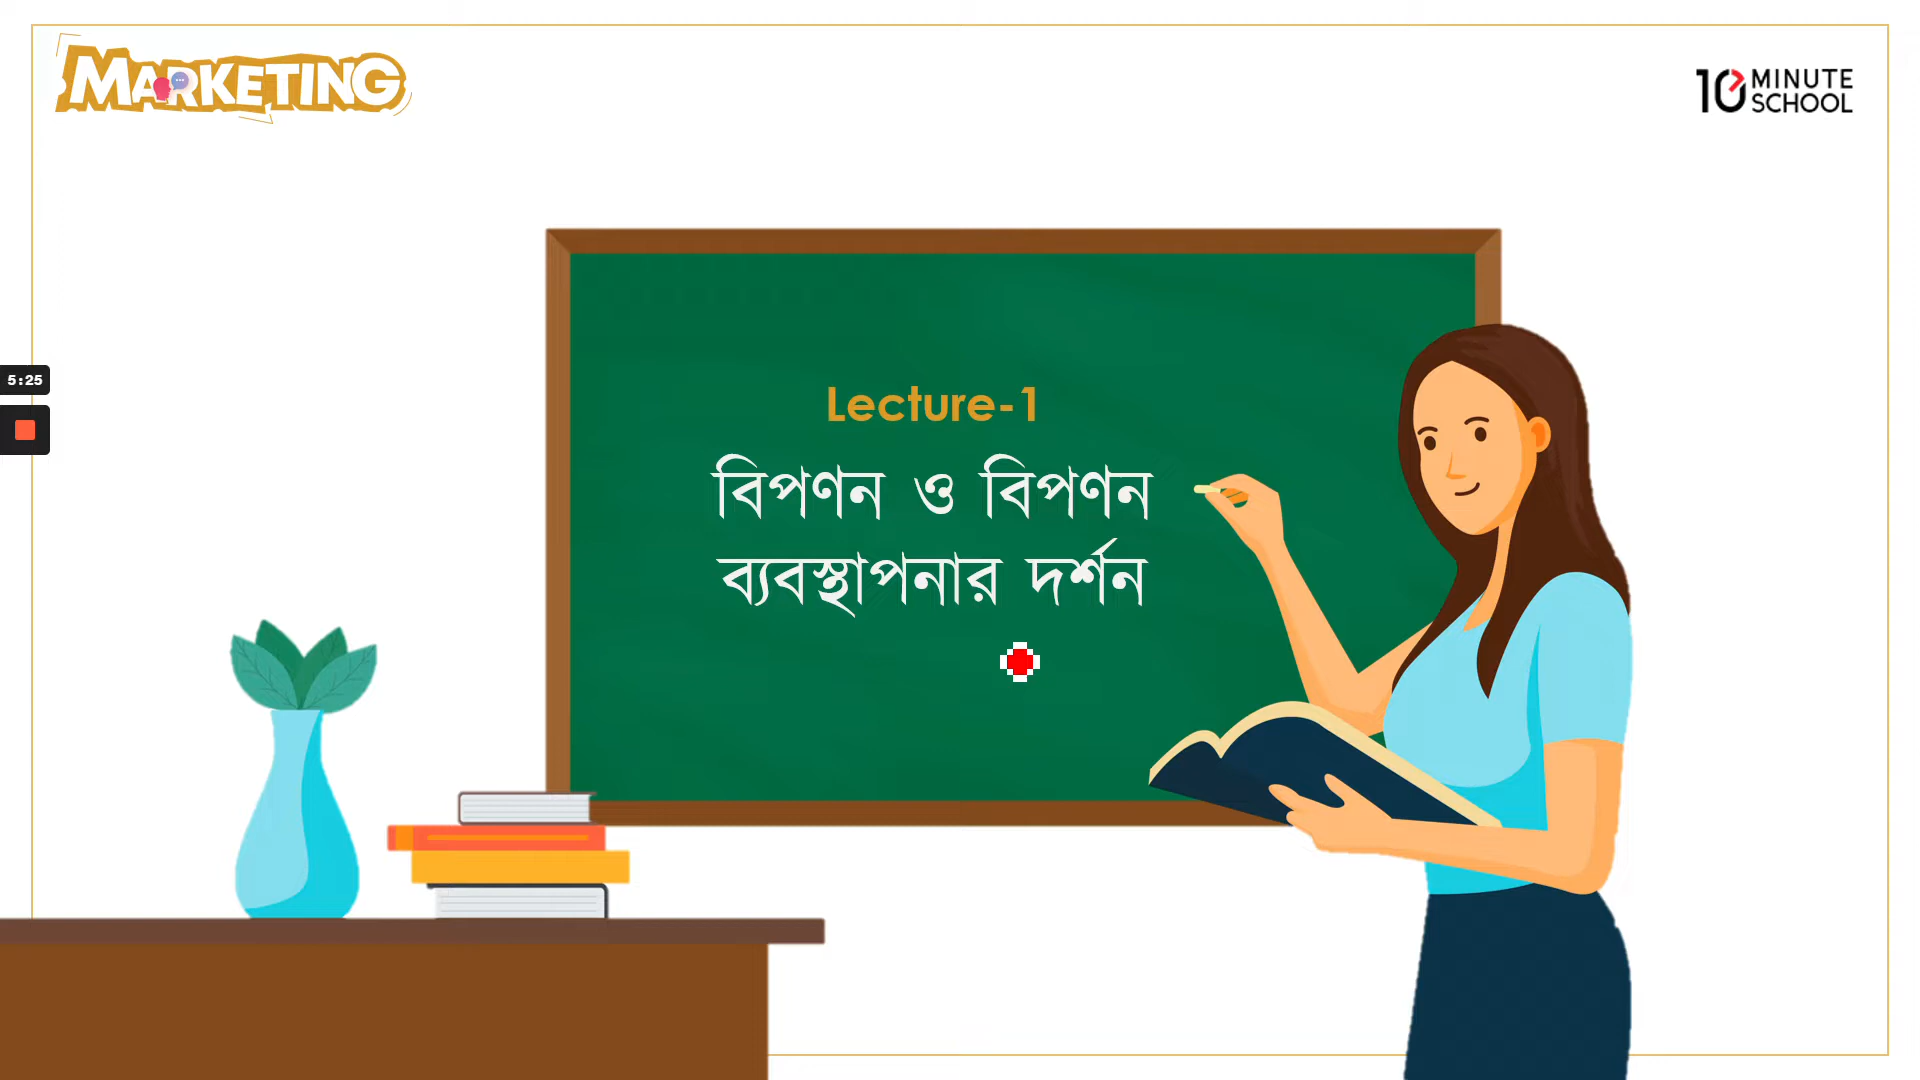 MARKETING
10 MINUTE SCHOOL
5:25
Lecture-1
বিপণন ও বিপণন
ব্যবস্থাপনার দর্শন